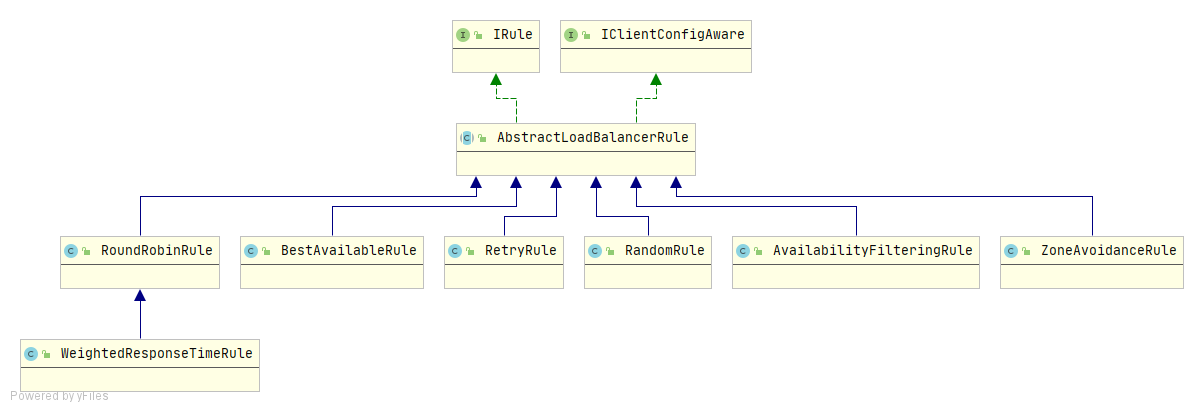 IRule
IClientConfigAware
AbstractLoadBalancerRule
RoundRobinRule
BestAvailableRule
RetryRule
RandomRule
AvailabilityFilteringRule
ZoneAvoidanceRule
WeightedResponseTimeRule
Powered by yFiles